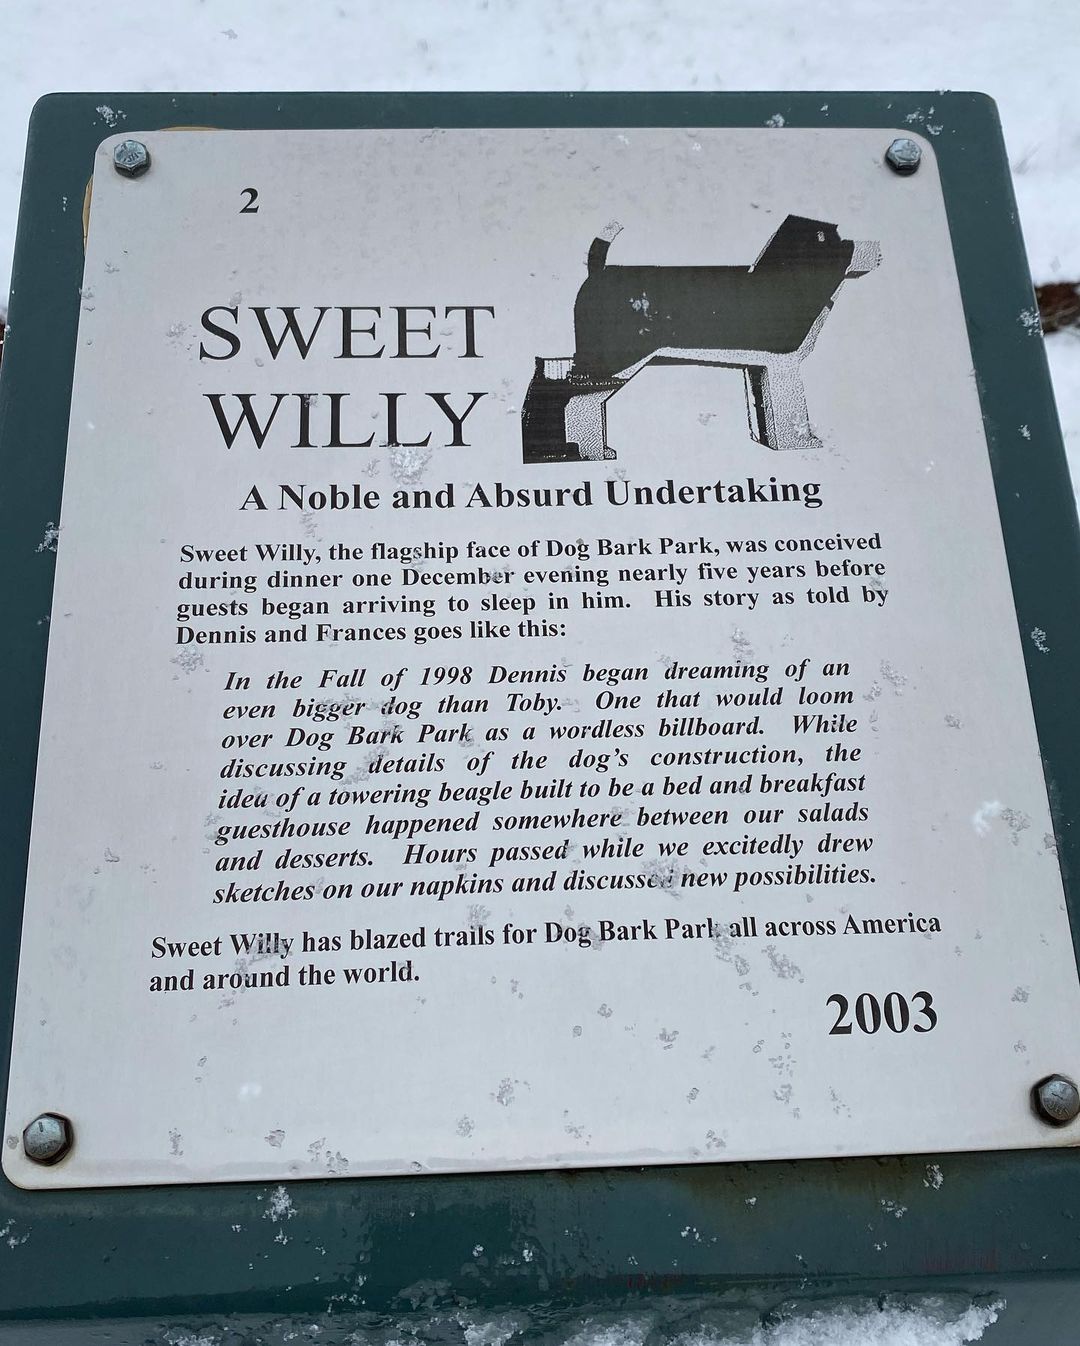 2
SWEET
WILLY
A Noble and Absurd Undertaking
Sweet Willy, the flagship face of Dog Bark Park, was conceived
during dinner one December evening nearly five years before
guests began arriving to sleep in him. His story as told by
Dennis and Frances goes like this:
In the Fall of 1998 Dennis began dreaming of an
even bigger dog than Toby. One that would loom
over Dog Bark Park as a wordless billboard. While
discussing details of the dog's construction, the
idea of a towering beagle built to be a bed and breakfast
guesthouse happened somewhere between our salads
and desserts. Hours passed while we excitedly drew
sketches on our napkins and discussed new possibilities.
Sweet Willy has blazed trails for Dog Bark Park all across America
and around the world.
2003